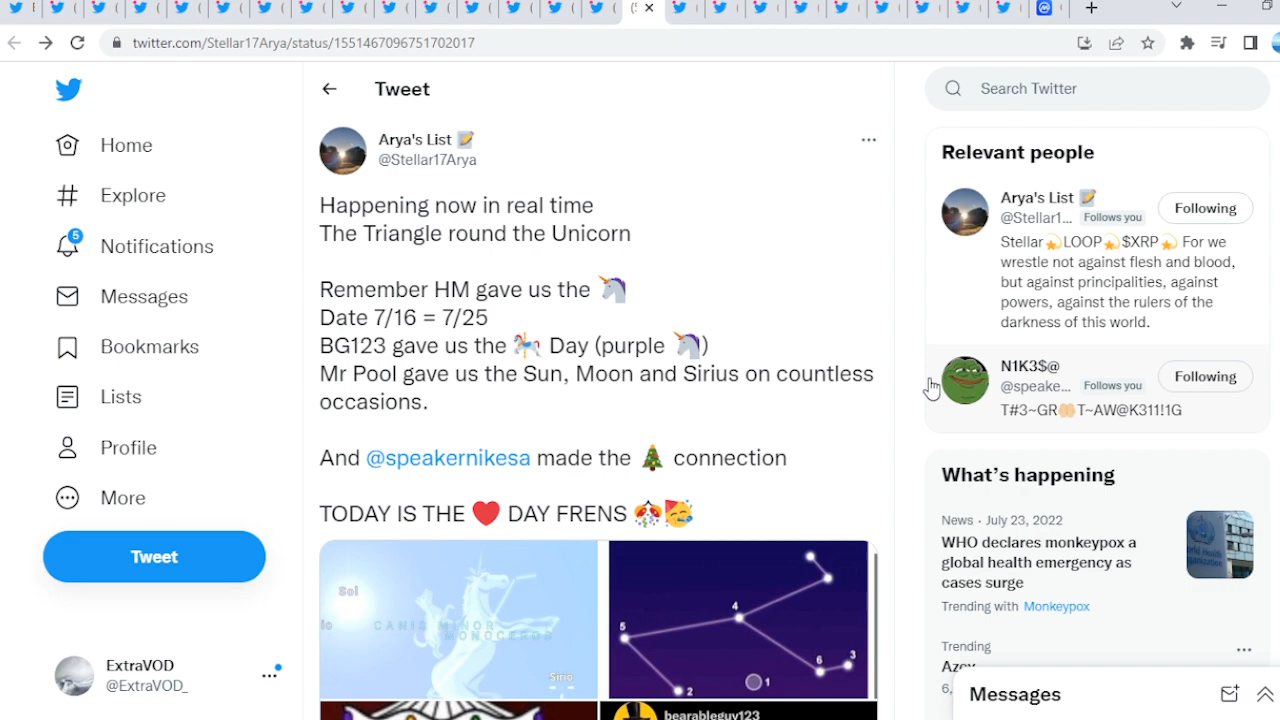 twitter.com/Stellar17Arya/status/1551467096751702017
Home
Explore
5
Notifications
Messages
Bookmarks
Lists
Profile
More
Tweet
ExtraVOD
@ExtraVOD_
Tweet
Arya's List
@Stellar17Arya
Happening now in real time
The Triangle round the Unicorn
Remember HM gave us the 🦄
Date 7/16 = 7/25
BG123 gave us the 🎠 Day (purple 🦄)
Mr Pool gave us the Sun, Moon and Sirius on countless
occasions.
And @speakernikesa made the 🎄 connection
TODAY IS THE ❤️ DAY FRENS 🎊🥳
Sol
CANIS MINOR
MONOCEROS
Sirio
4
5
3
6
1
2
bearableguy123
Search Twitter
Relevant people
Arya's List
@Stellar1... Follows you
Following
Stellar💫LOOP💫$XRP💫 For we
wrestle not against flesh and blood,
but against principalities, against
powers, against the rulers of the
darkness of this world.
N1K3$@
@speake... Follows you
Following
T#3~GR🤲🏻T~AW@K311!1G
What's happening
News · July 23, 2022
WHO declares monkeypox a
global health emergency as
cases surge
Trending with Monkeypox
Trending
Messages